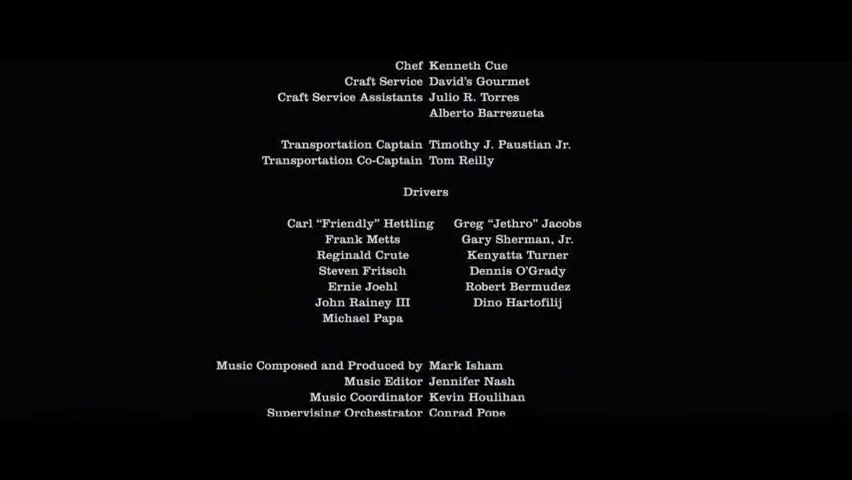 Chef Kenneth Cue
Craft Service David's Gourmet
Craft Service Assistants Julio R. Torres
Alberto Barrezueta
Transportation Captain Timothy J. Paustian Jr.
Transportation Co-Captain Tom Reilly
Drivers
Carl “Friendly” Hettling Greg “Jethro” Jacobs
Frank Metts Gary Sherman, Jr.
Reginald Crute Kenyatta Turner
Steven Fritsch Dennis O'Grady
Ernie Joehl Robert Bermudez
John Rainey III Dino Hartofilij
Michael Papa
Music Composed and Produced by Mark Isham
Music Editor Jennifer Nash
Music Coordinator Kevin Houlihan
Supervising Orchestrator Conrad Pope